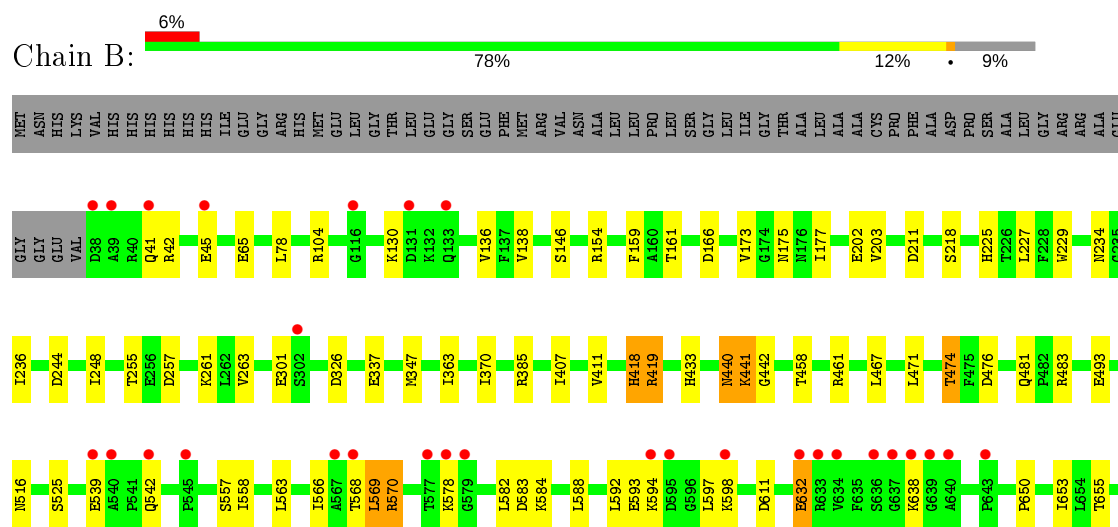 6%
Chain B:
78% 12% • 9%
MET ASN HIS LYS VAL HIS HIS HIS HIS HIS HIS ILE GLU GLY ARG HIS MET GLU LEU GLY THR LEU GLU GLY SER GLU PHE MET ARG VAL ASN ALA LEU LEU PRO LEU SER GLY LEU ILE GLY THR ALA LEU ALA ALA CYS PRO PHE ALA ASP PRO SER ALA LEU GLY ARG ARG ALA GLU
GLY GLY GLU VAL D38 A39 R40 Q41 R42 E45 E65 L78 R104 G116 K130 D131 K132 Q133 V136 F137 V138 S146 R154 F159 A160 T161 D166 V173 G174 N175 N176 I177 E202 V203 D211 S218 H225 T226 L227 F228 W229 N234 G235
I236 D244 I248 T255 E256 D257 K261 L262 V263 E301 S302 D326 E337 M347 I363 I370 R385 I407 V411 H418 R419 H433 N440 K441 G442 T458 R461 L467 L471 T474 F475 D476 Q481 P482 R483 E493
N516 S525 E539 A540 P541 Q542 P545 S557 I558 L563 I566 A567 T568 L569 R570 T577 K578 G579 L582 D583 K584 L588 L592 E593 K594 D595 G596 L597 K598 D611 E632 R633 V634 F635 S636 G637 K638 G639 A640 P643 P650 I653 L654 T655